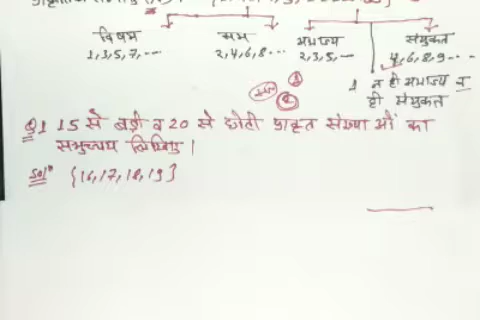 विषम सम अभाज्य संयुक्त
1,3,5,7,---- 2,4,6,8--- 2,3,5,-- 4,6,8,9---
1 न ही अभाज्य व
ही संयुक्त
Q1 15 से बड़ी व 20 से छोटी प्राकृत संख्याओं का
समुच्चय लिखिए।
Sol^n {16,17,18,19}